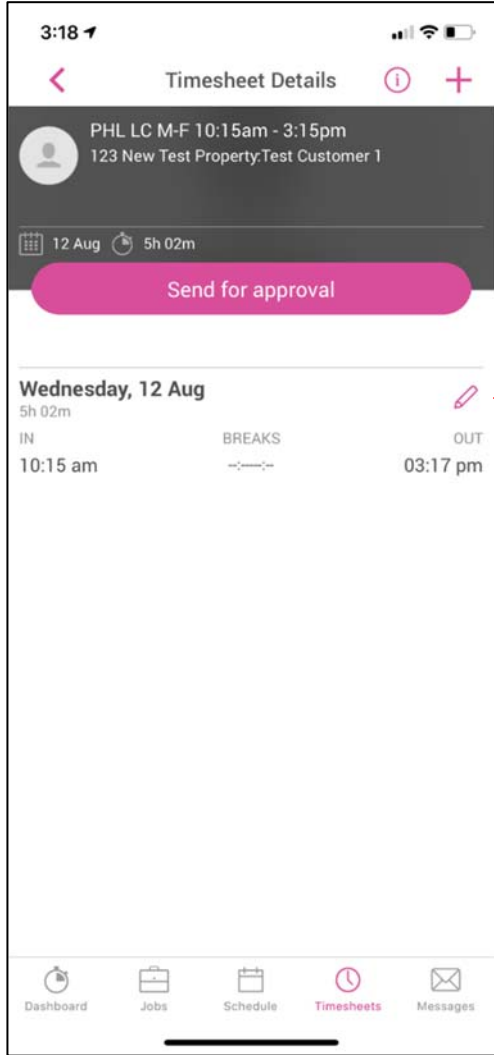 3:18
Timesheet Details
PHL LC M-F 10:15am - 3:15pm
123 New Test Property:Test Customer 1
12 Aug 5h 02m
Send for approval
Wednesday, 12 Aug
5h 02m
IN BREAKS OUT
10:15 am --:-- --:-- 03:17 pm
Dashboard Jobs Schedule Timesheets Messages